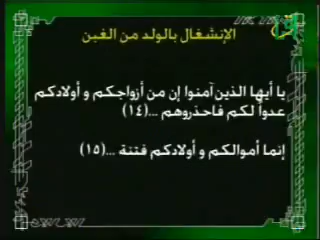 الإنشغال بالولد من الغبن
يا أيها الذين آمنوا إن من أزواجكم و أولادكم
عدواً لكم فاحذروهم ...(١٤)
إنما أموالكم و أولادكم فتنة ...(١٥)